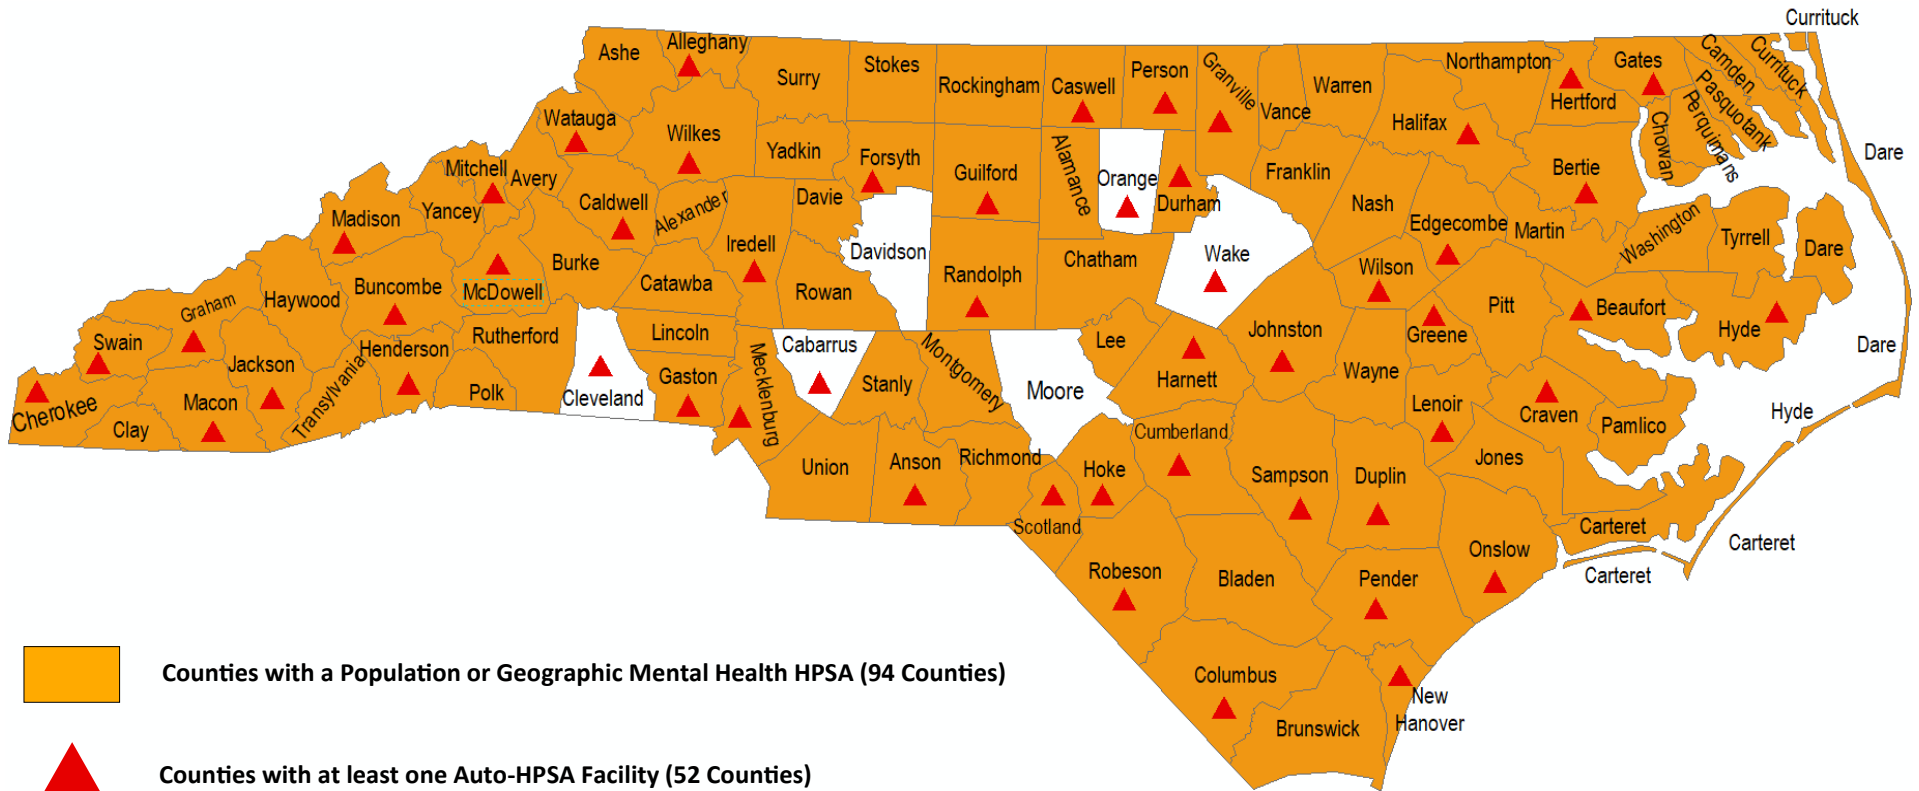 Currituck
Ashe
Alleghany
Surry
Stokes
Rockingham
Caswell
Person
Granville
Vance
Warren
Northampton
Hertford
Gates
Camden
Currituck
Pasquotank
Perquimans
Chowan
Dare
Watauga
Wilkes
Yadkin
Forsyth
Guilford
Alamance
Orange
Durham
Franklin
Halifax
Bertie
Mitchell
Avery
Yancey
Madison
Caldwell
Alexander
Iredell
Davie
Davidson
Randolph
Chatham
Wake
Nash
Edgecombe
Martin
Washington
Tyrrell
Dare
Graham
Haywood
Buncombe
McDowell
Burke
Catawba
Rowan
Wilson
Pitt
Beaufort
Hyde
Swain
Jackson
Henderson
Rutherford
Lincoln
Cabarrus
Montgomery
Lee
Johnston
Greene
Dare
Cherokee
Clay
Macon
Transylvania
Polk
Cleveland
Gaston
Mecklenburg
Stanly
Moore
Harnett
Wayne
Lenoir
Craven
Pamlico
Hyde
Union
Anson
Richmond
Scotland
Hoke
Cumberland
Sampson
Duplin
Jones
Carteret
Carteret
Carteret
Robeson
Bladen
Pender
Onslow
Columbus
Brunswick
New
Hanover
Counties with a Population or Geographic Mental Health HPSA (94 Counties)
Counties with at least one Auto-HPSA Facility (52 Counties)